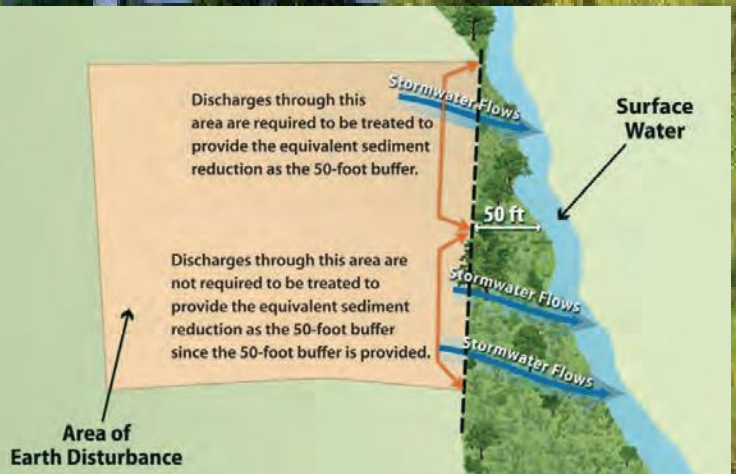 Discharges through this
area are required to be treated to
provide the equivalent sediment
reduction as the 50-foot buffer.
Stormwater Flows
Surface
Water
50 ft
Discharges through this area are
not required to be treated to
provide the equivalent sediment
reduction as the 50-foot buffer
since the 50-foot buffer is provided.
Stormwater Flows
Stormwater Flows
Area of
Earth Disturbance